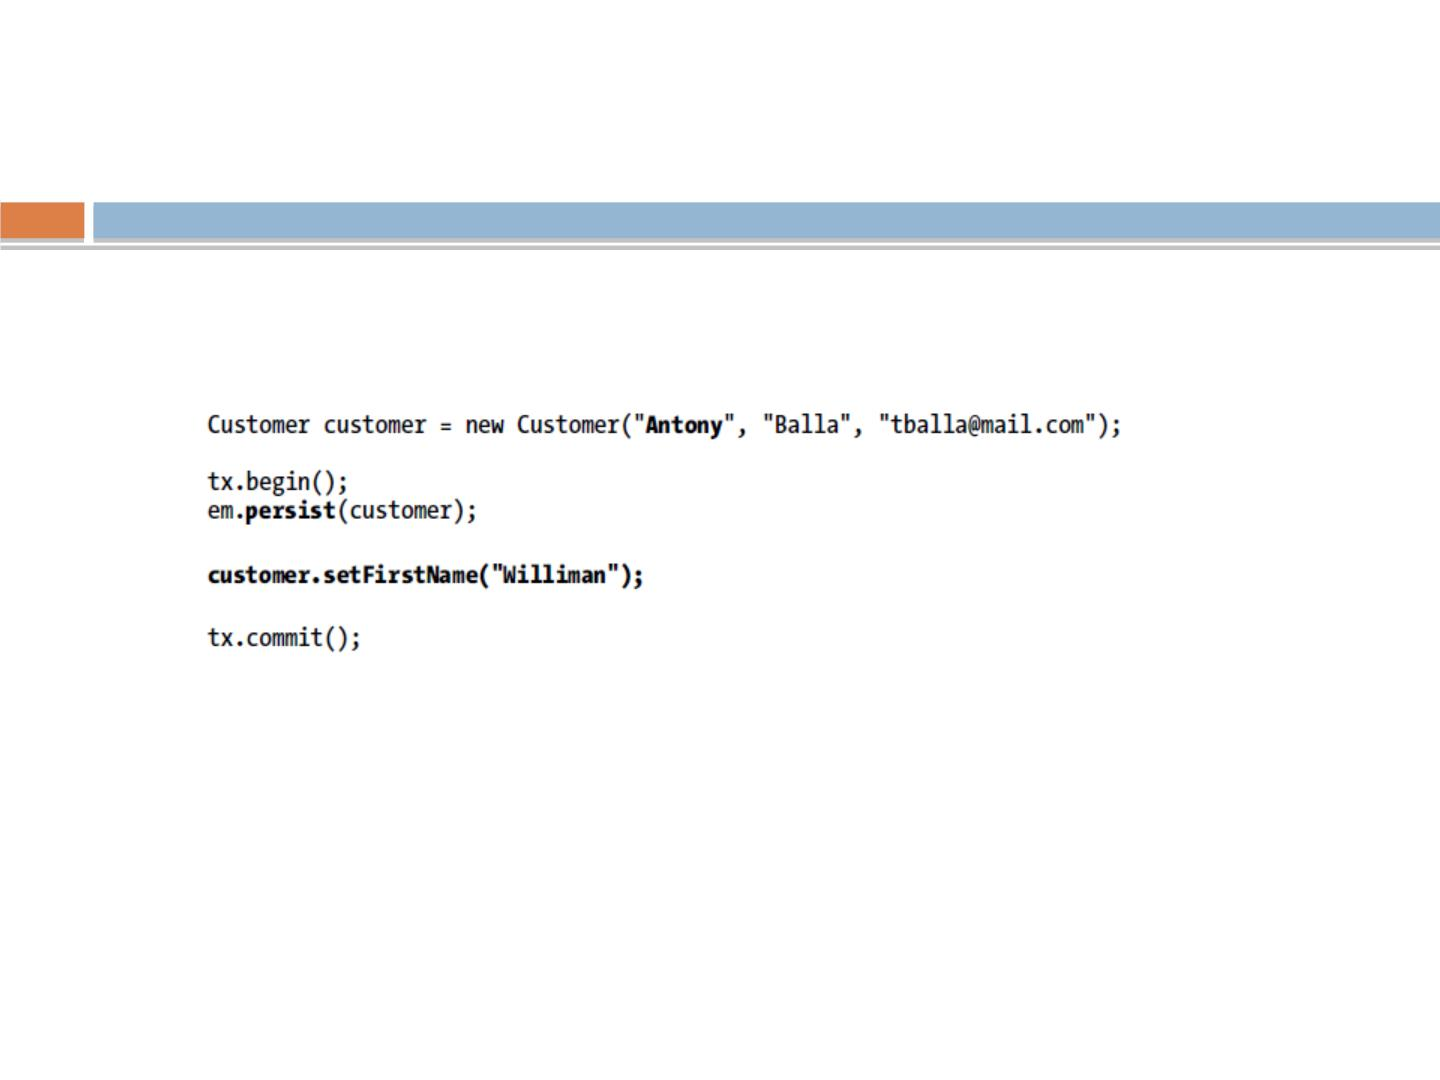 Customer customer = new Customer("Antony", "Balla", "tballa@mail.com");
tx.begin();
em.persist(customer);
customer.setFirstName("Williman");
tx.commit();